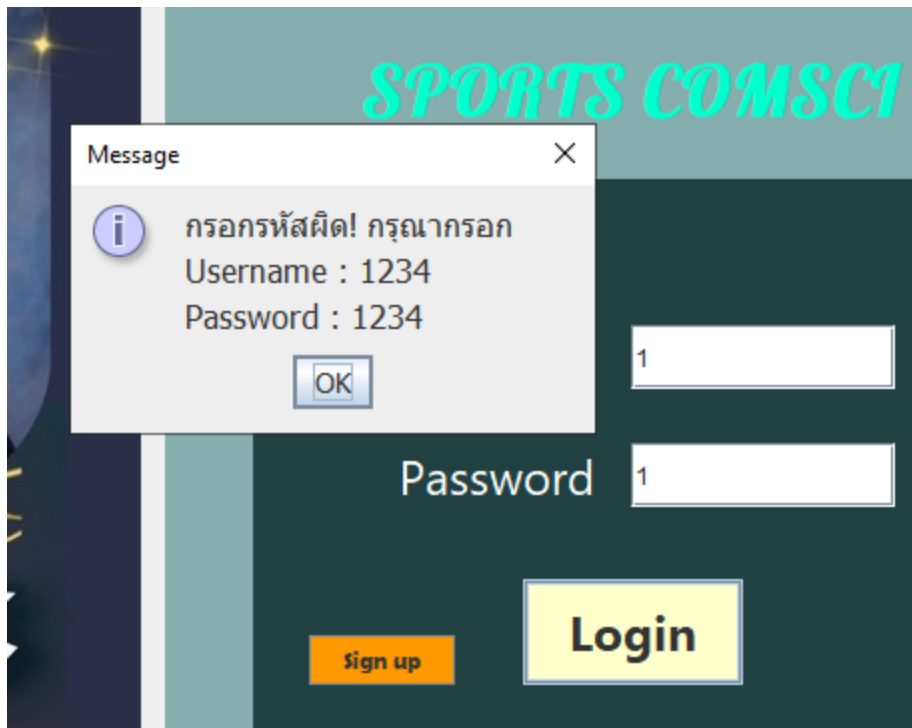 SPORTS COMSCI
Message
กรอกรหัสผิด! กรุณากรอก
Username : 1234
Password : 1234
OK
1
Password
1
Login
Sign up